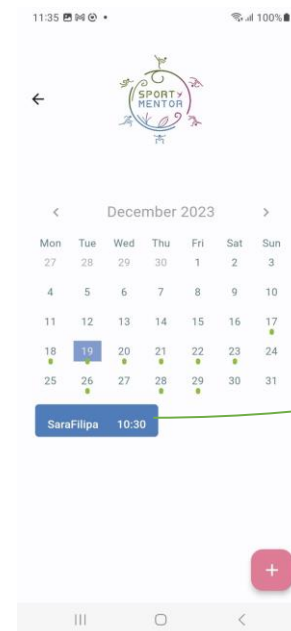 11:35 100%
SPORTY
MENTOR
December 2023
Mon Tue Wed Thu Fri Sat Sun
27 28 29 30 1 2 3
4 5 6 7 8 9 10
11 12 13 14 15 16 17
18 19 20 21 22 23 24
25 26 27 28 29 30 31
SaraFilipa 10:30